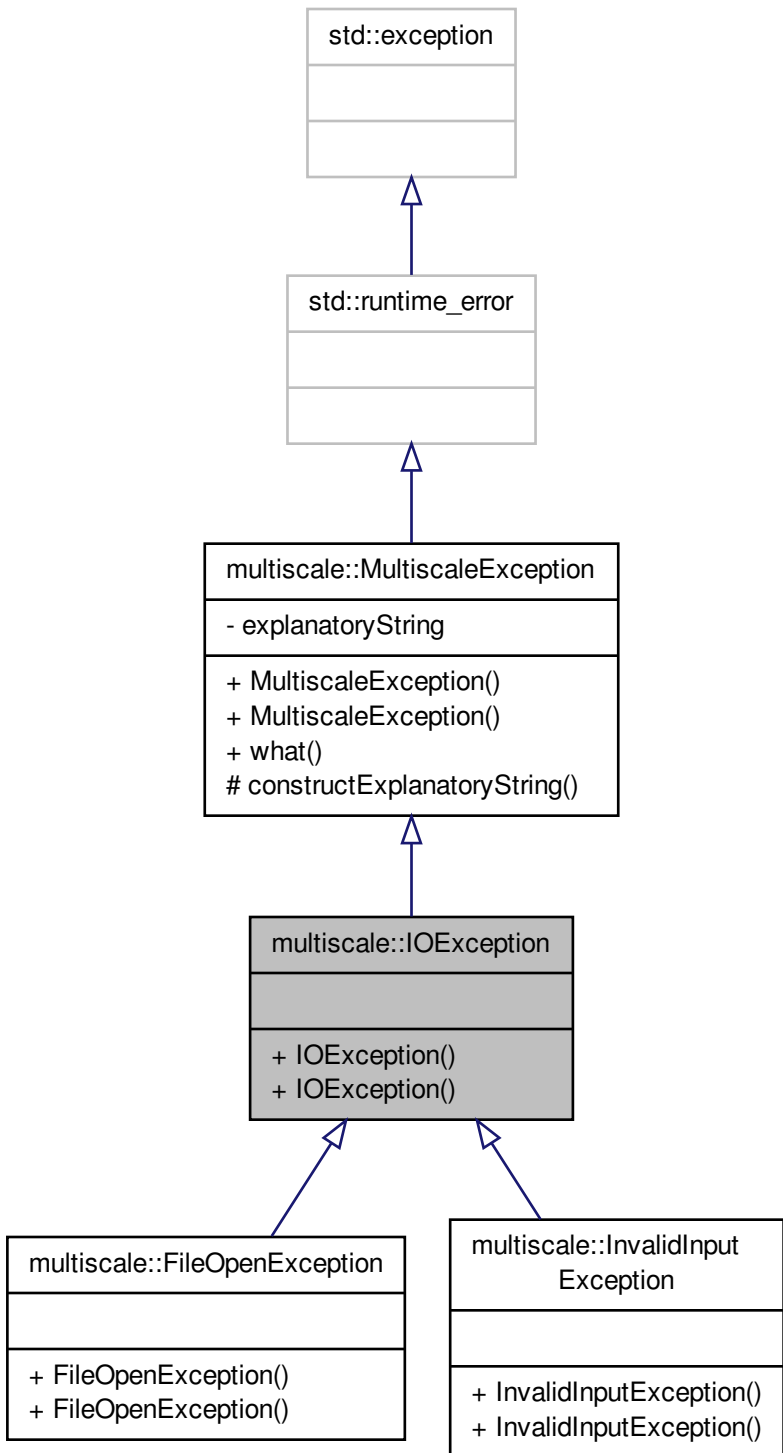 std::exception
std::runtime_error
multiscale::MultiscaleException
- explanatoryString
+ MultiscaleException()
+ MultiscaleException()
+ what()
# constructExplanatoryString()
multiscale::IOException
+ IOException()
+ IOException()
multiscale::FileOpenException
+ FileOpenException()
+ FileOpenException()
multiscale::InvalidInput
Exception
+ InvalidInputException()
+ InvalidInputException()